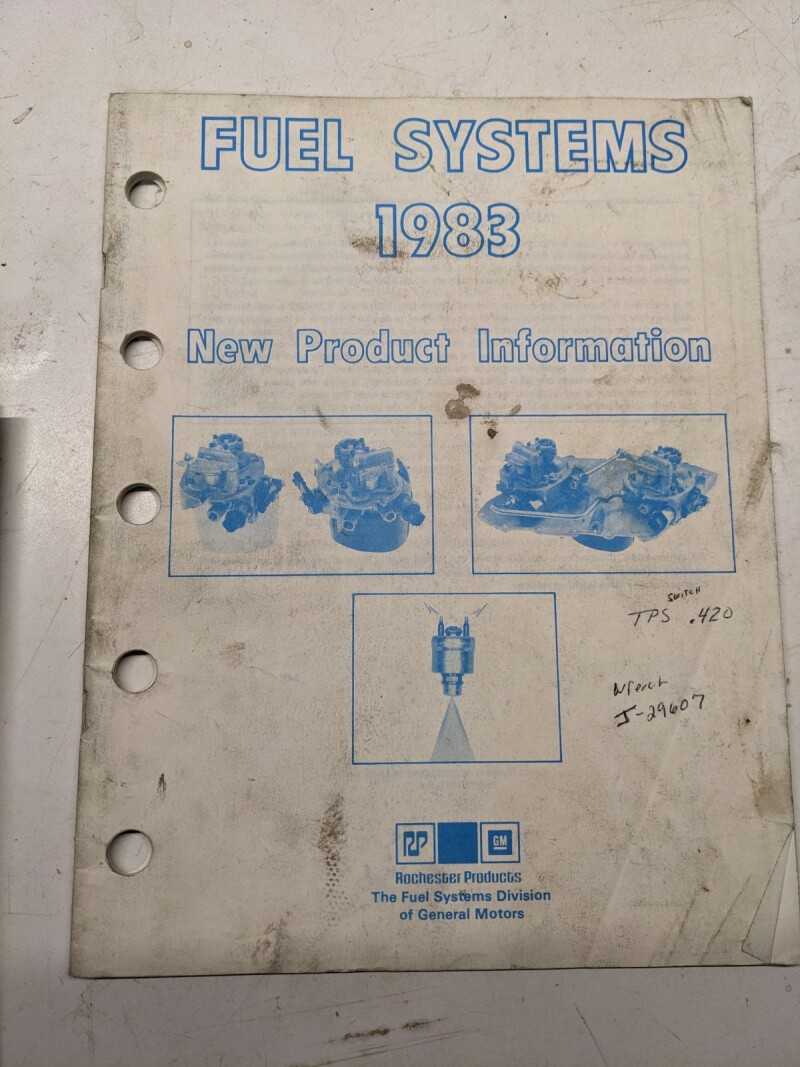 FUEL SYSTEMS
1983
New Product Information
SWITCH
TPS .420
Wrench
J-29607
RP
GM
Rochester Products
The Fuel Systems Division
of General Motors